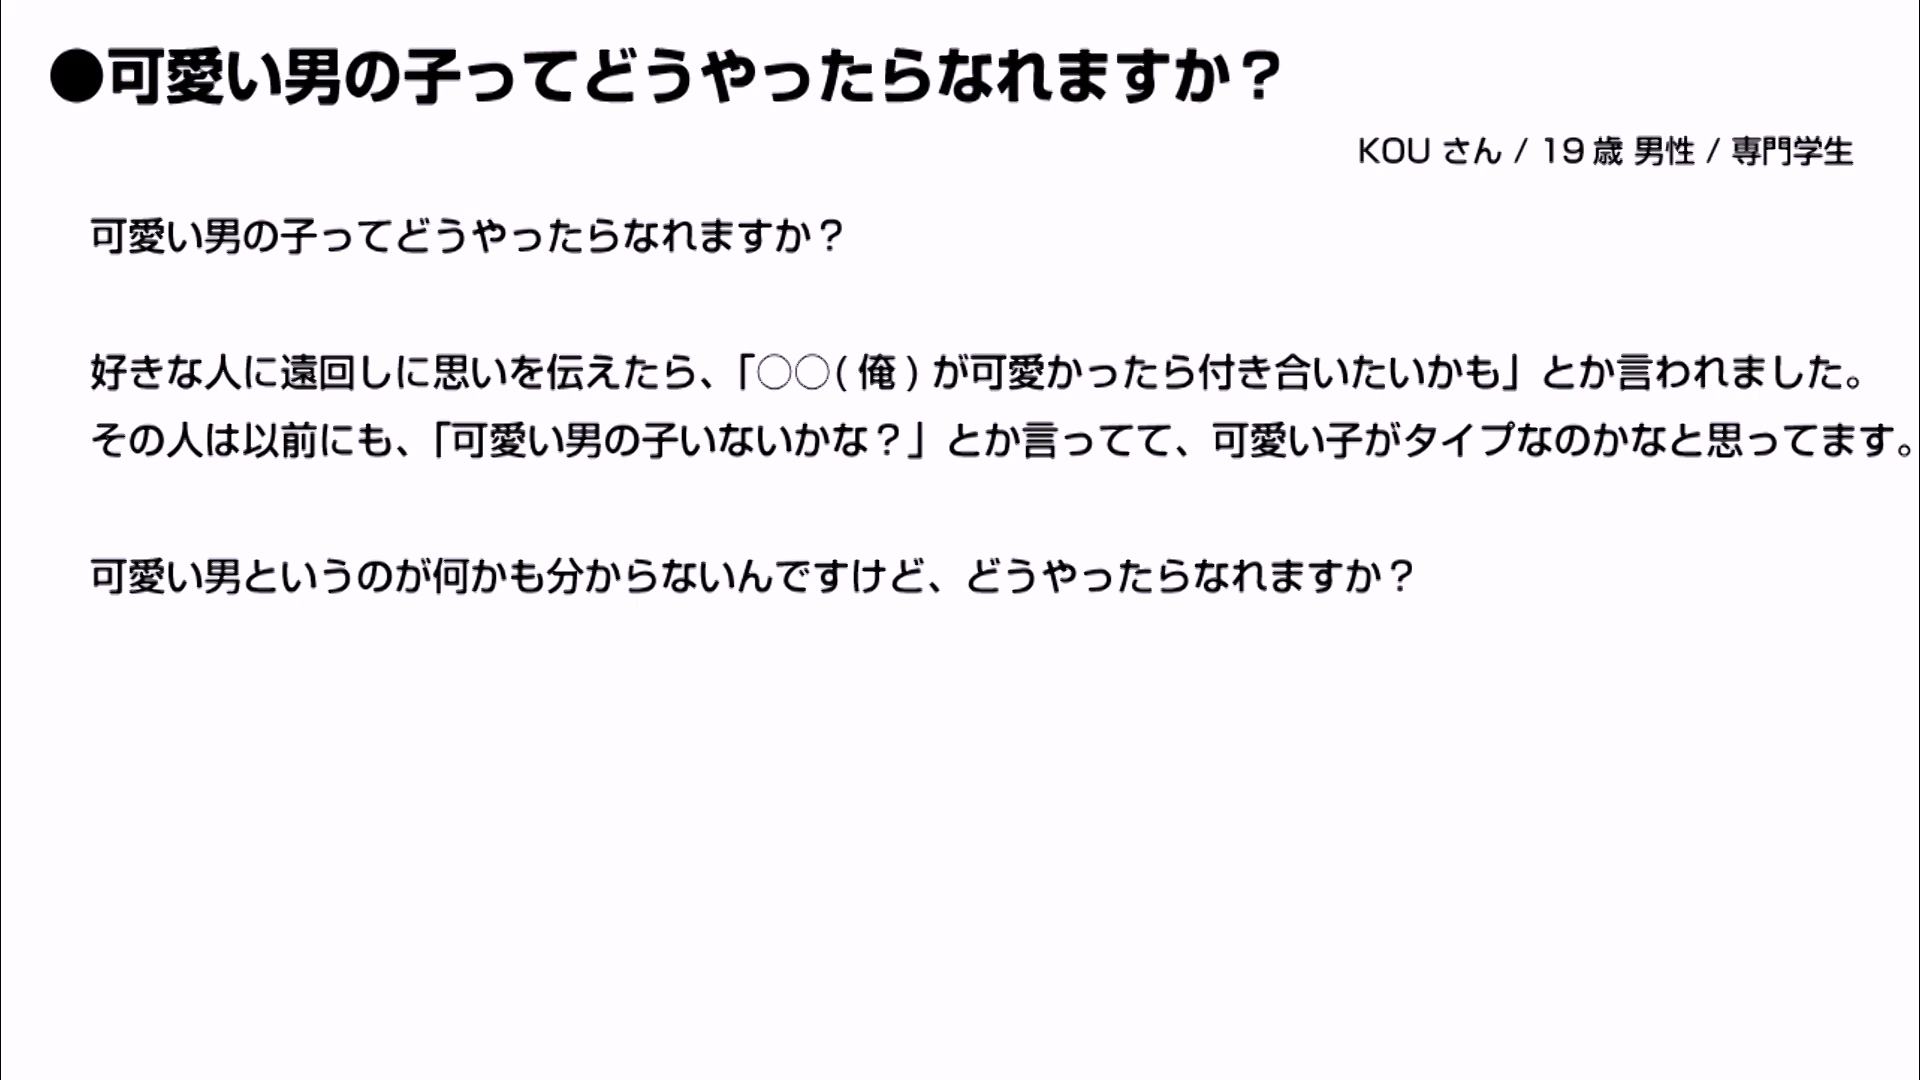 ●可愛い男の子ってどうやったらなれますか？
KOU さん / 19歳 男性 / 専門学生
可愛い男の子ってどうやったらなれますか？
好きな人に遠回しに思いを伝えたら、「○○(俺) が可愛かったら付き合いたいかも」とか言われました。
その人は以前にも、「可愛い男の子いないかな？」とか言ってて、可愛い子がタイプなのかなと思ってます。
可愛い男というのが何かも分からないんですけど、どうやったらなれますか？